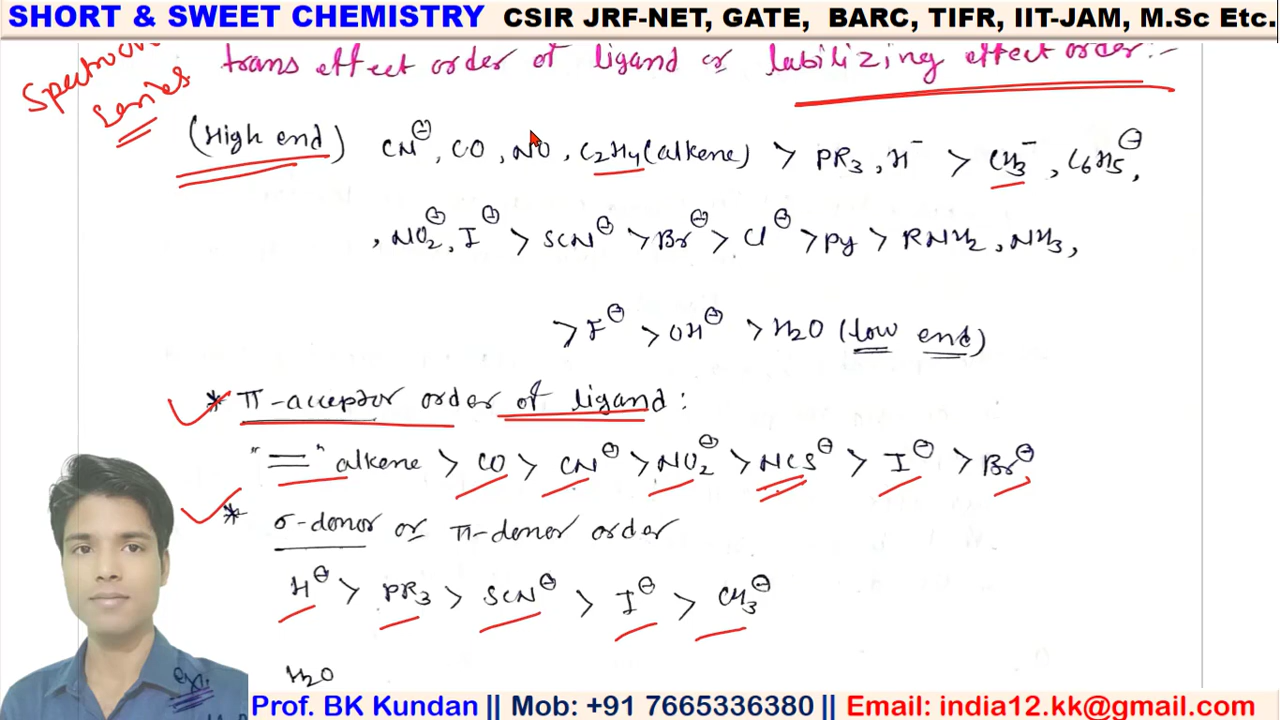 SHORT & SWEET CHEMISTRY CSIR JRF-NET, GATE, BARC, TIFR, IIT-JAM, M.Sc Etc.
trans effect order of ligand or labilizing effect order:-
series
(High end) CN⊖, CO, NO, C2H4(alkene) > PR3, H⁻ > CH3⁻, C6H5⊖,
, NO2⊖, I⊖ > SCN⊖ > Br⊖ > Cl⊖ > py > RNH2, NH3,
> F⊖ > OH⊖ > H2O (low end)
* π-acceptor order of ligand :
"=" alkene > CO > CN⊖ > NO2⊖ > NCS⊖ > I⊖ > Br⊖
* σ-donor or π-donor order
H⊖ > PR3 > SCN⊖ > I⊖ > CH3⊖
H2O
Prof. BK Kundan || Mob: +91 7665336380 || Email: india12.kk@gmail.com